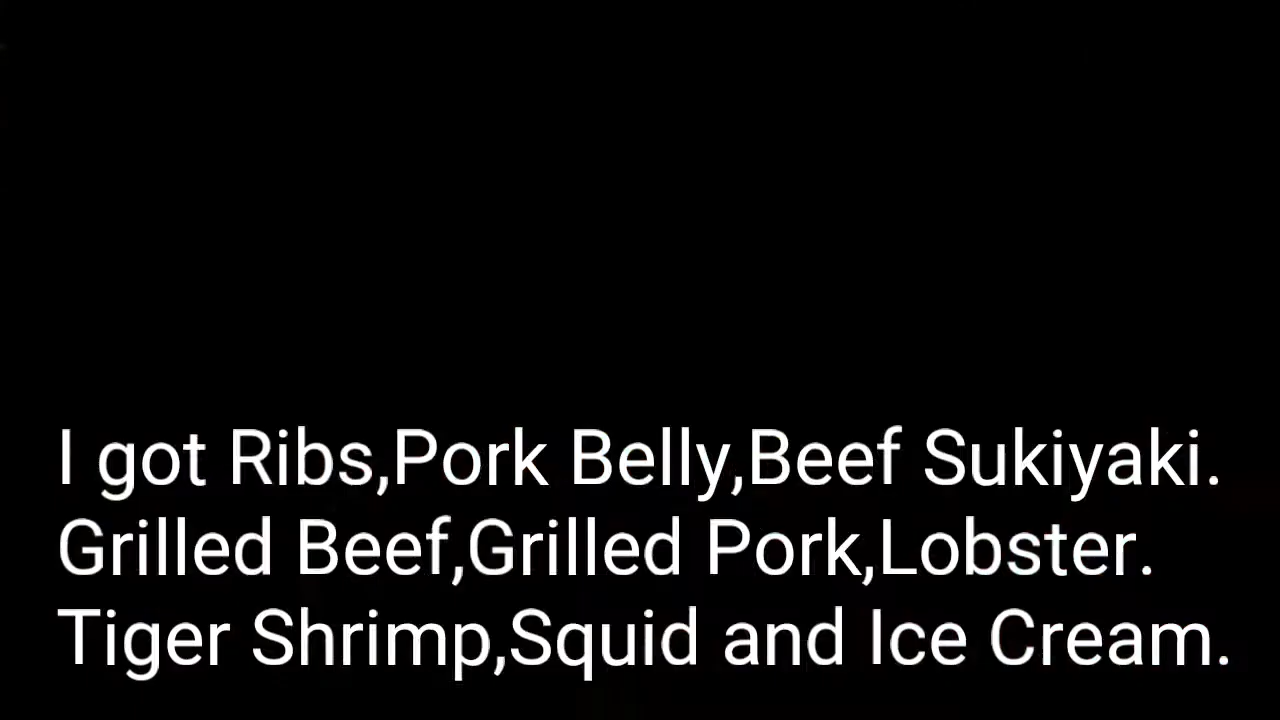 I got Ribs,Pork Belly,Beef Sukiyaki.
Grilled Beef,Grilled Pork,Lobster.
Tiger Shrimp,Squid and Ice Cream.